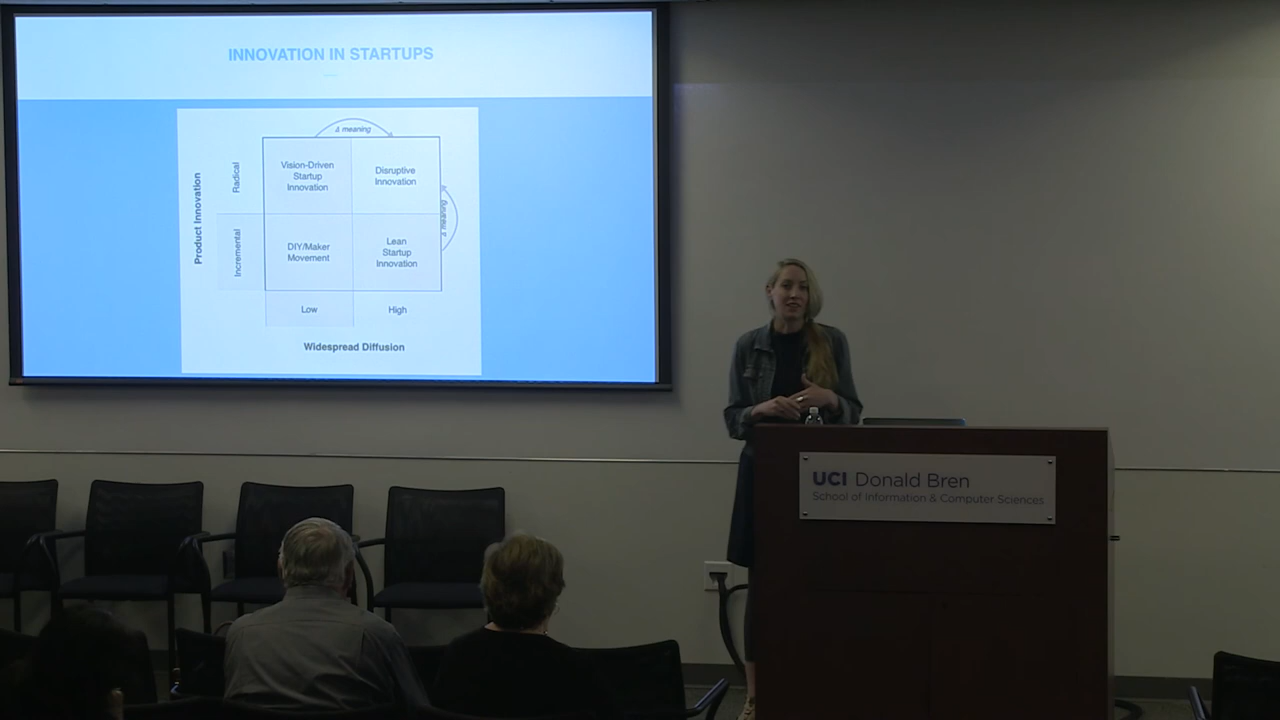 INNOVATION IN STARTUPS
Δ meaning
Product Innovation
Radical
Incremental
Vision-Driven
Startup
Innovation
Disruptive
Innovation
Δ meaning
DIY/Maker
Movement
Lean
Startup
Innovation
Low
High
Widespread Diffusion
UCI Donald Bren
School of Information & Computer Sciences